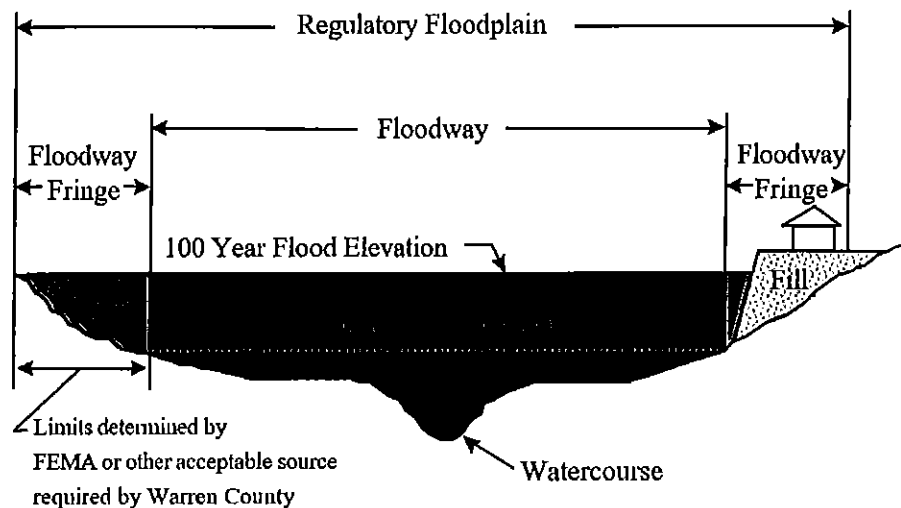 Regulatory Floodplain
Floodway
Floodway
Fringe
Floodway
Fringe
100 Year Flood Elevation
Fill
Watercourse
Limits determined by
FEMA or other acceptable source
required by Warren County